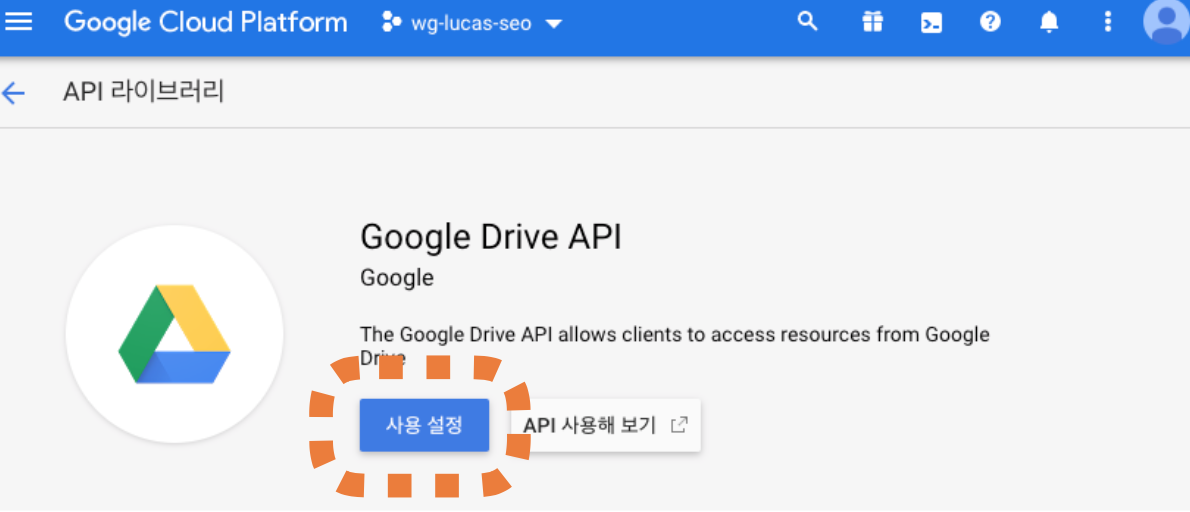 Google Cloud Platform
wg-lucas-seo
API 라이브러리
Google Drive API
Google
The Google Drive API allows clients to access resources from Google
Drive
사용 설정
API 사용해 보기